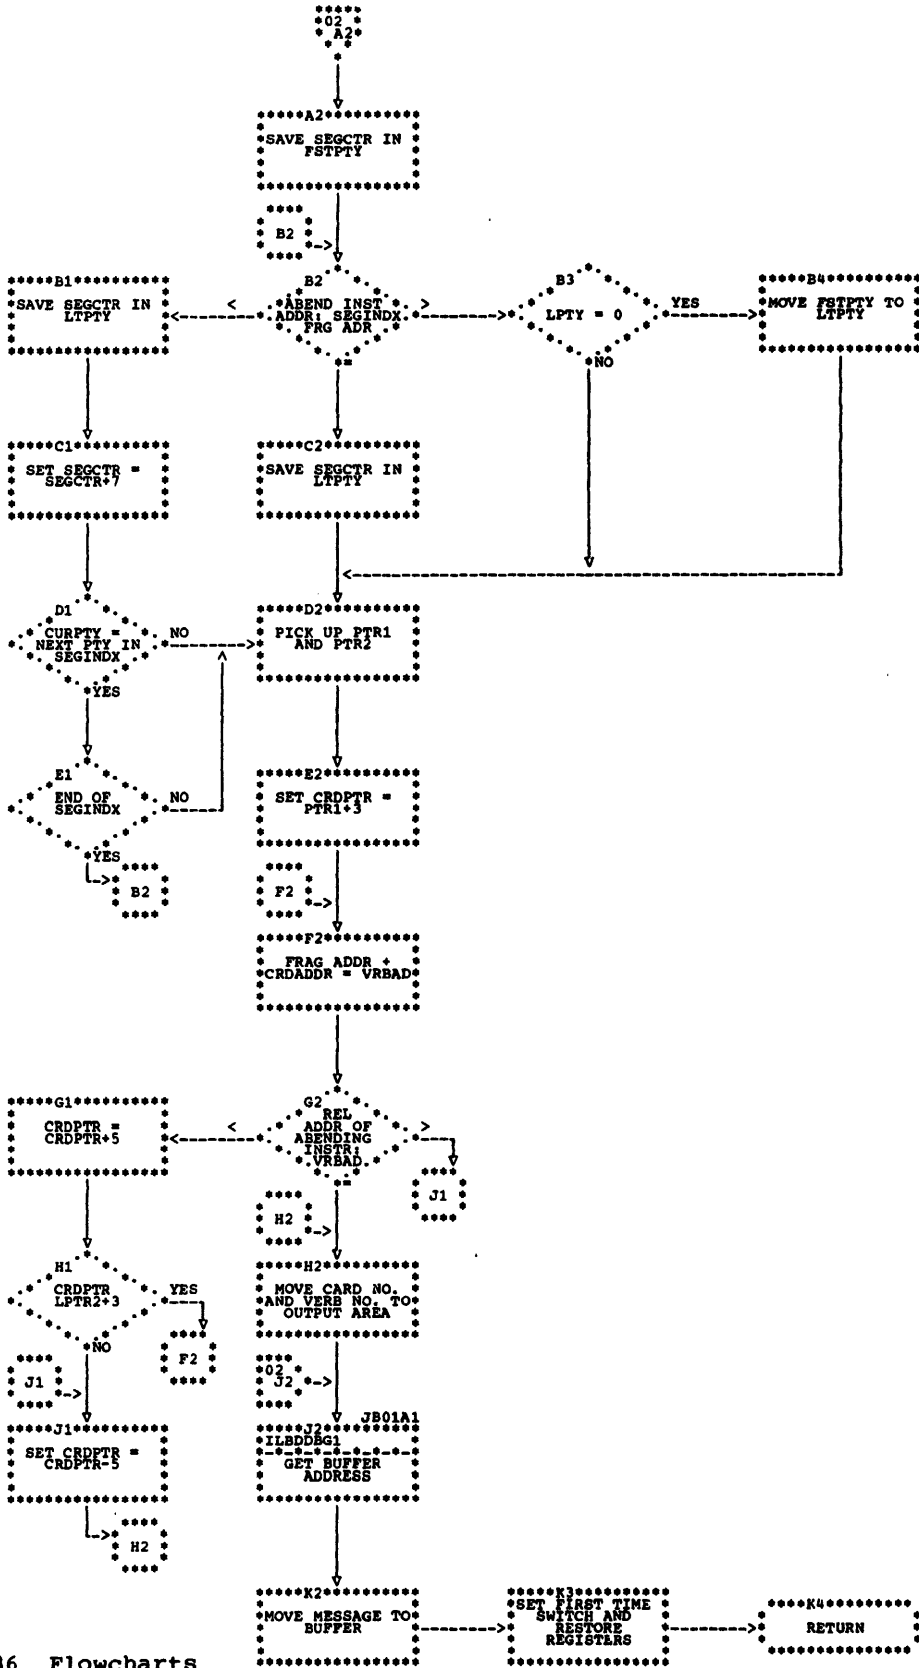 02
A2
A2
SAVE SEGCTR IN
FSTPTY
B2
B1
SAVE SEGCTR IN
LTPTY
<
B2
ABEND INST
ADDR: SEGINDX
FRG ADR
>
=
B3
LPTY = 0
YES
NO
B4
MOVE FSTPTY TO
LTPTY
C1
SET SEGCTR =
SEGCTR+7
C2
SAVE SEGCTR IN
LTPTY
D1
CURPTY =
NEXT PTY IN
SEGINDX
NO
YES
D2
PICK UP PTR1
AND PTR2
E1
END OF
SEGINDX
NO
YES
B2
E2
SET CRDPTR =
PTR1+3
F2
F2
FRAG ADDR +
CRDADDR = VRBAD
G1
CRDPTR =
CRDPTR+5
<
G2
REL
ADDR OF
ABENDING
INSTR:
VRBAD
>
=
J1
H2
H1
CRDPTR
LPTR2+3
YES
NO
F2
H2
MOVE CARD NO.
AND VERB NO. TO
OUTPUT AREA
J1
02
J2
JB01A1
J1
SET CRDPTR =
CRDPTR-5
J2
ILBDDBG1
GET BUFFER
ADDRESS
H2
K2
MOVE MESSAGE TO
BUFFER
K3
SET FIRST TIME
SWITCH AND
RESTORE
REGISTERS
K4
RETURN
Flowcharts